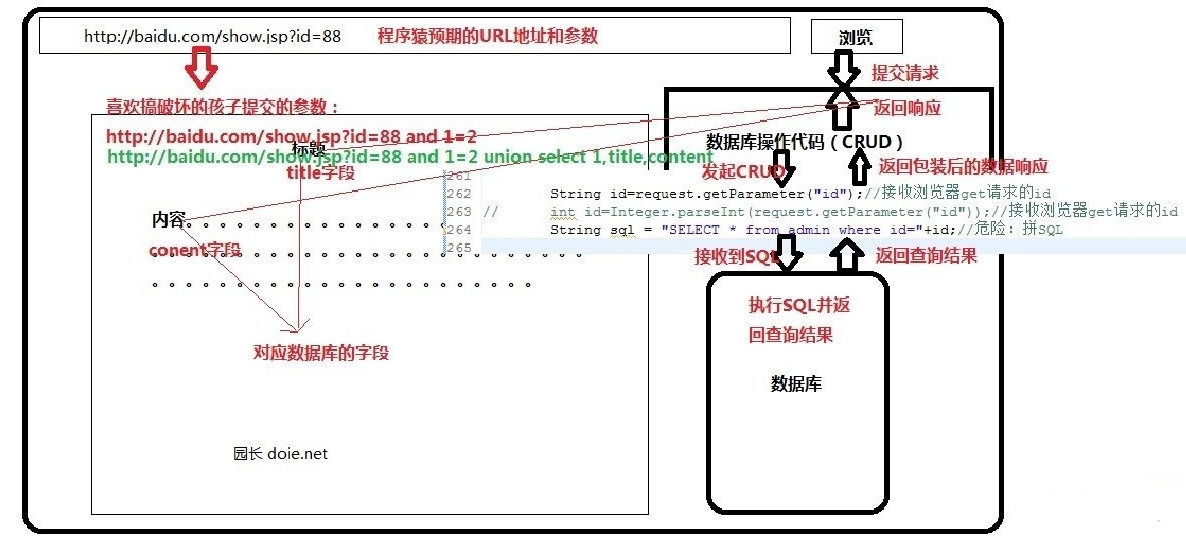 http://baidu.com/show.jsp?id=88 程序猿预期的URL地址和参数
浏览
提交请求
喜欢搞破坏的孩子提交的参数：
返回响应
http://baidu.com/show.jsp?id=88 and 1=2
标题
数据库操作代码（CRUD）
http://baidu.com/show.jsp?id=88 and 1=2 union select 1,title,content
title字段
发起CRUD
返回包装后的数据响应
261
262 String id=request.getParameter("id");//接收浏览器get请求的id
内容。。。。。。。。。。。。。。
263 // int id=Integer.parseInt(request.getParameter("id"));//接收浏览器get请求的id
264 String sql = "SELECT * from admin where id="+id;//危险：拼SQL
265
conent字段
。。。。。。。。。。。。。。。。
接收到SQL
返回查询结果
。。。。。。。。。。。。。。
执行SQL并返
回查询结果
对应数据库的字段
数据库
园长 doie.net